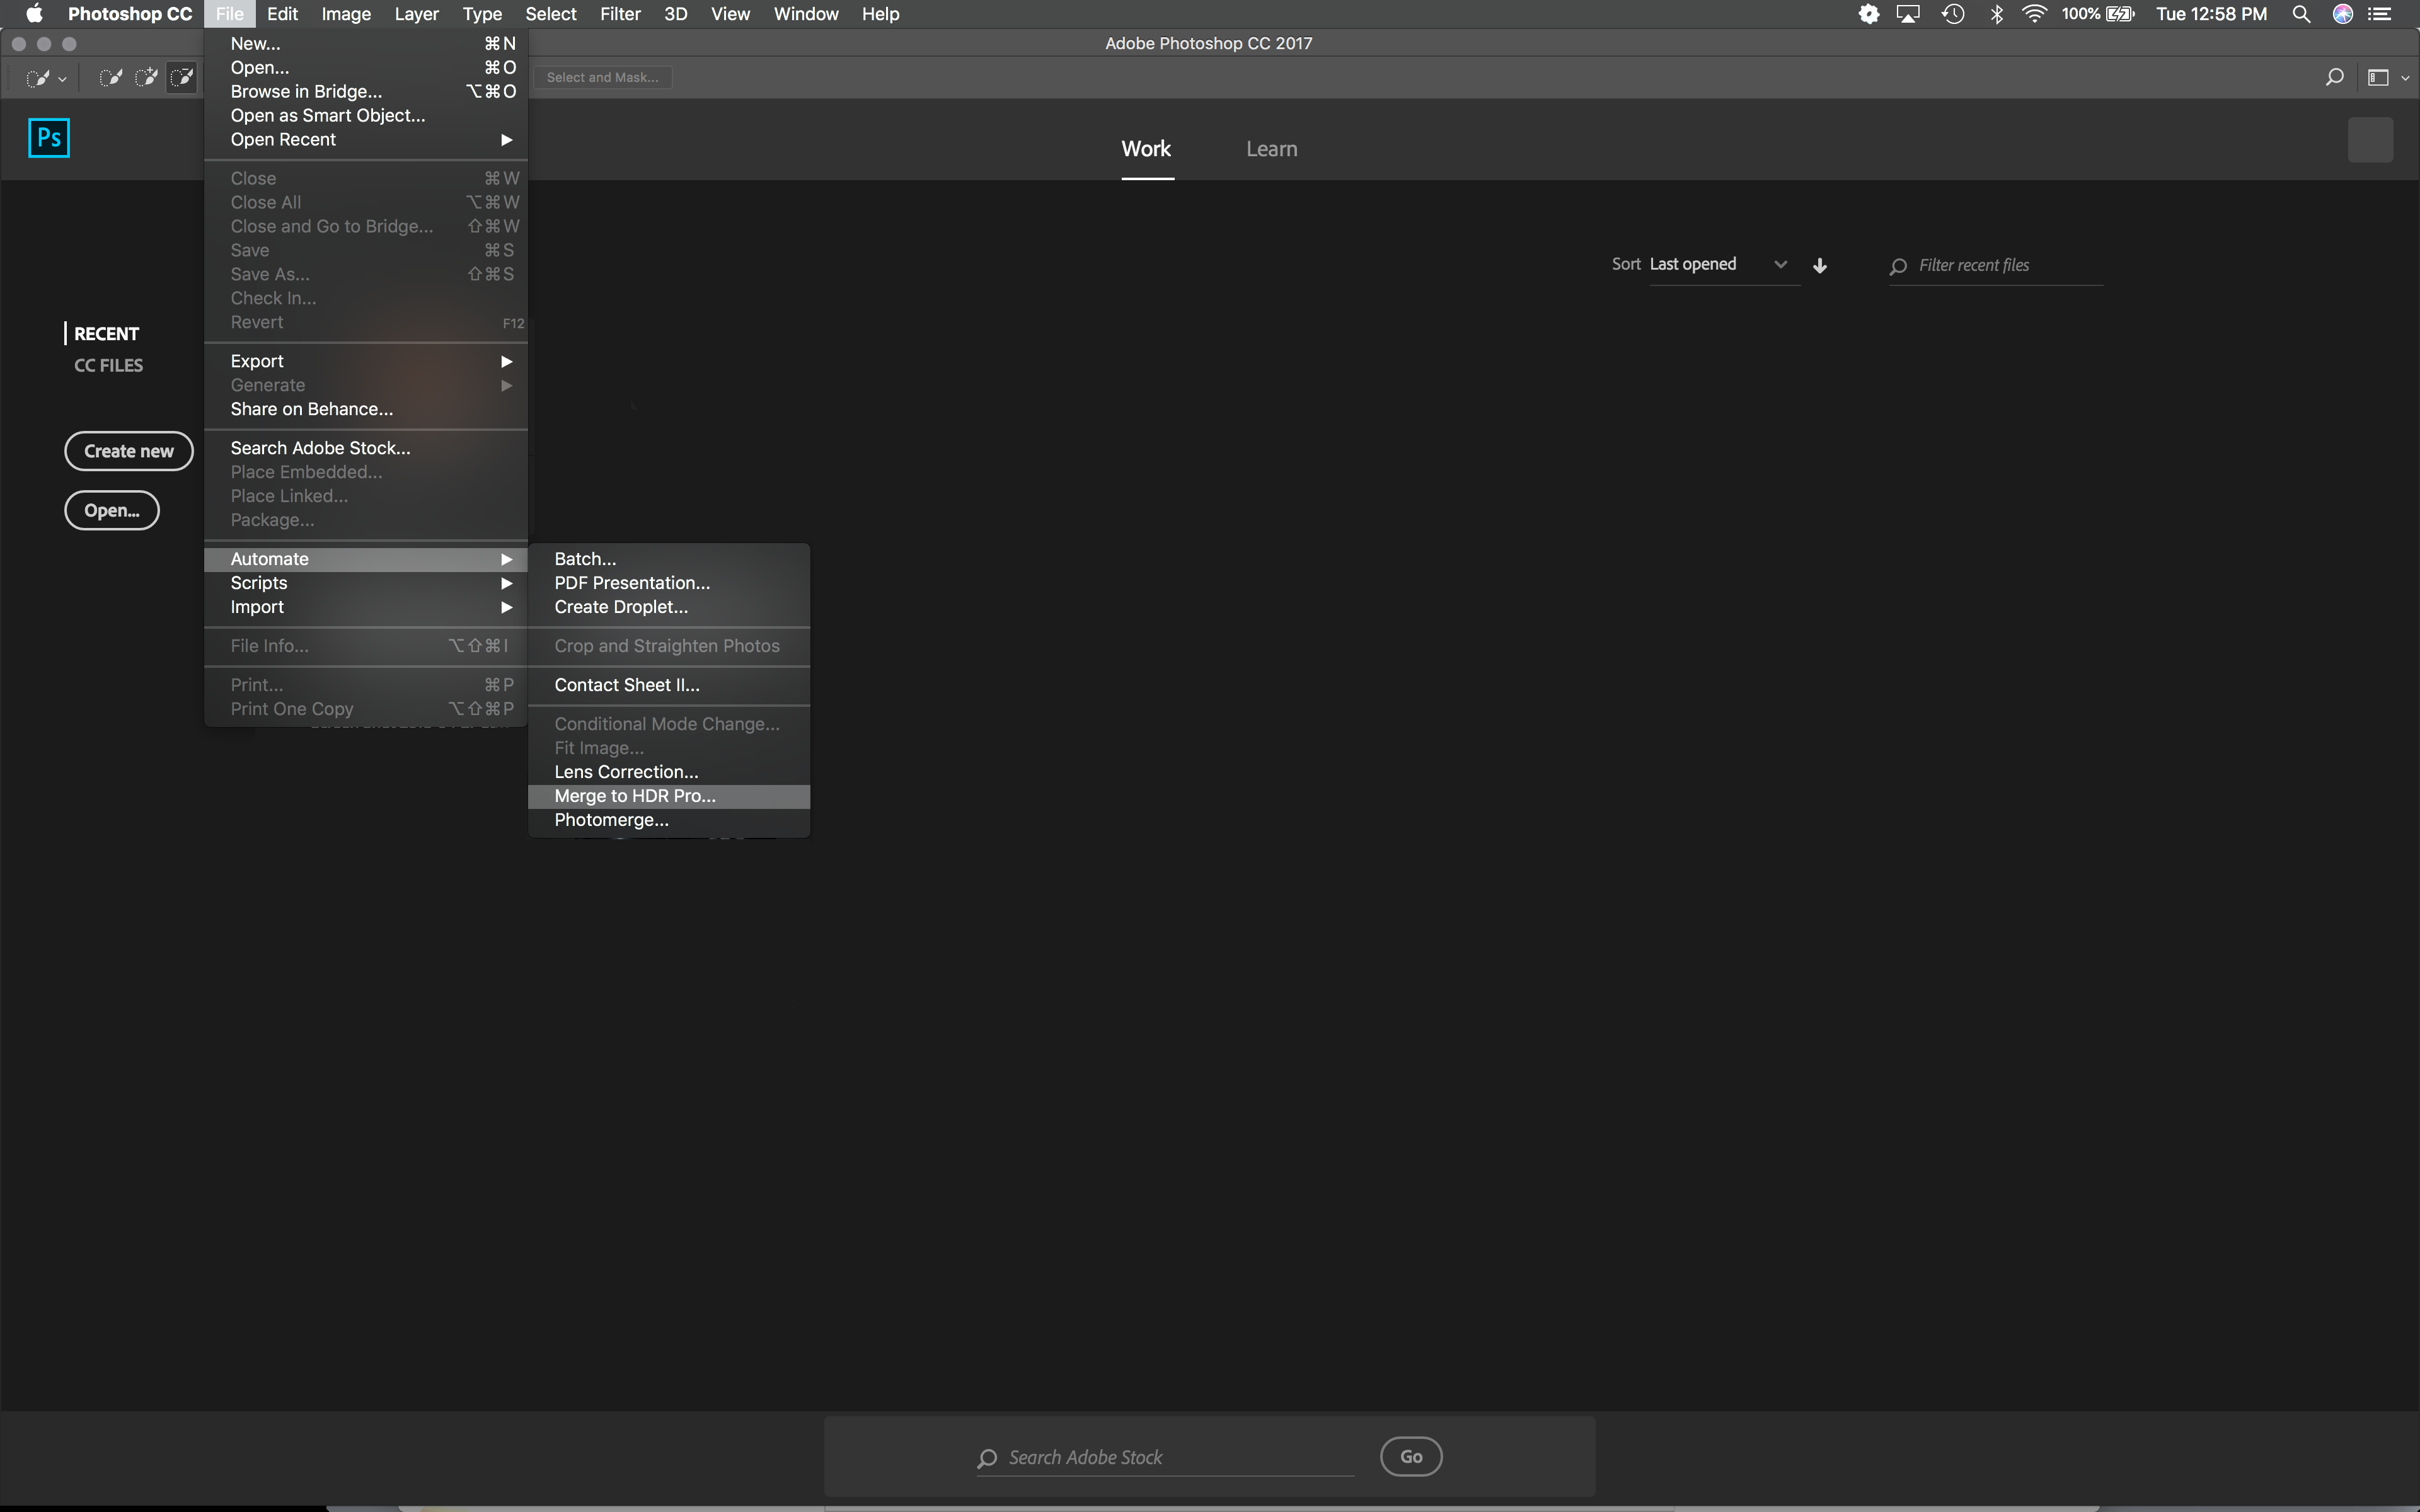 Photoshop CC File Edit Image Layer Type Select Filter 3D View Window Help 100% Tue 12:58 PM
Adobe Photoshop CC 2017
Select and Mask...
Ps
Work Learn
Sort Last opened Filter recent files
RECENT
CC FILES
Create new
Open...
New... ⌘N
Open... ⌘O
Browse in Bridge... ⌥⌘O
Open as Smart Object...
Open Recent ▶
Close ⌘W
Close All ⌥⌘W
Close and Go to Bridge... ⇧⌘W
Save ⌘S
Save As... ⇧⌘S
Check In...
Revert F12
Export ▶
Generate ▶
Share on Behance...
Search Adobe Stock...
Place Embedded...
Place Linked...
Package...
Automate ▶
Scripts ▶
Import ▶
File Info... ⌥⇧⌘I
Print... ⌘P
Print One Copy ⌥⇧⌘P
Batch...
PDF Presentation...
Create Droplet...
Crop and Straighten Photos
Contact Sheet II...
Conditional Mode Change...
Fit Image...
Lens Correction...
Merge to HDR Pro...
Photomerge...
Search Adobe Stock Go